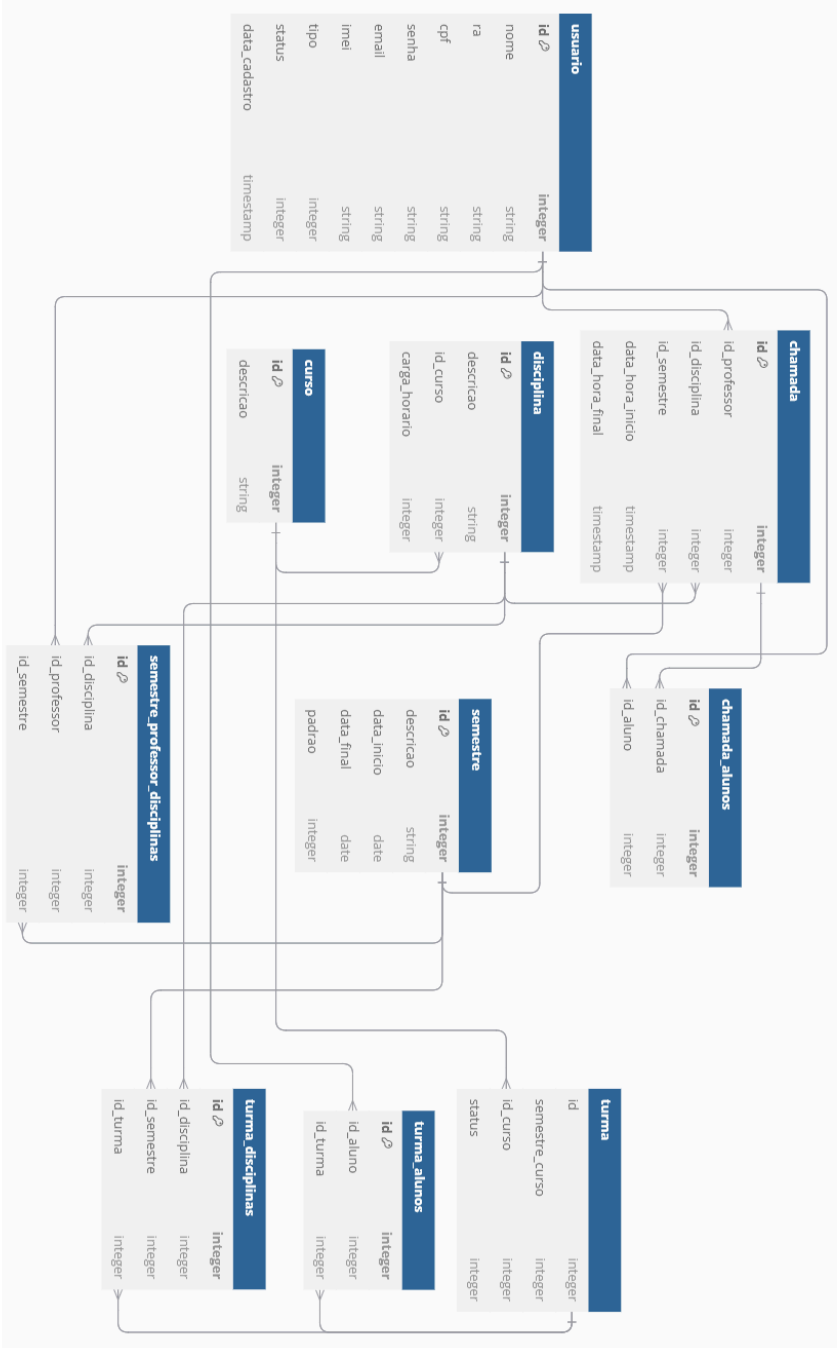 usuario
id integer
nome string
ra string
cpf string
senha string
email string
imei string
tipo integer
status integer
data_cadastro timestamp
chamada
id integer
id_professor integer
id_disciplina integer
id_semestre integer
data_hora_inicio timestamp
data_hora_final timestamp
disciplina
id integer
descricao string
id_curso integer
carga_horario integer
curso
id integer
descricao string
chamada_alunos
id integer
id_chamada integer
id_aluno integer
semestre
id integer
descricao string
data_inicio date
data_final date
padrao integer
semestre_professor_disciplinas
id integer
id_disciplina integer
id_professor integer
id_semestre integer
turma
id integer
semestre_curso integer
id_curso integer
status integer
turma_alunos
id integer
id_aluno integer
id_turma integer
turma_disciplinas
id integer
id_disciplina integer
id_semestre integer
id_turma integer